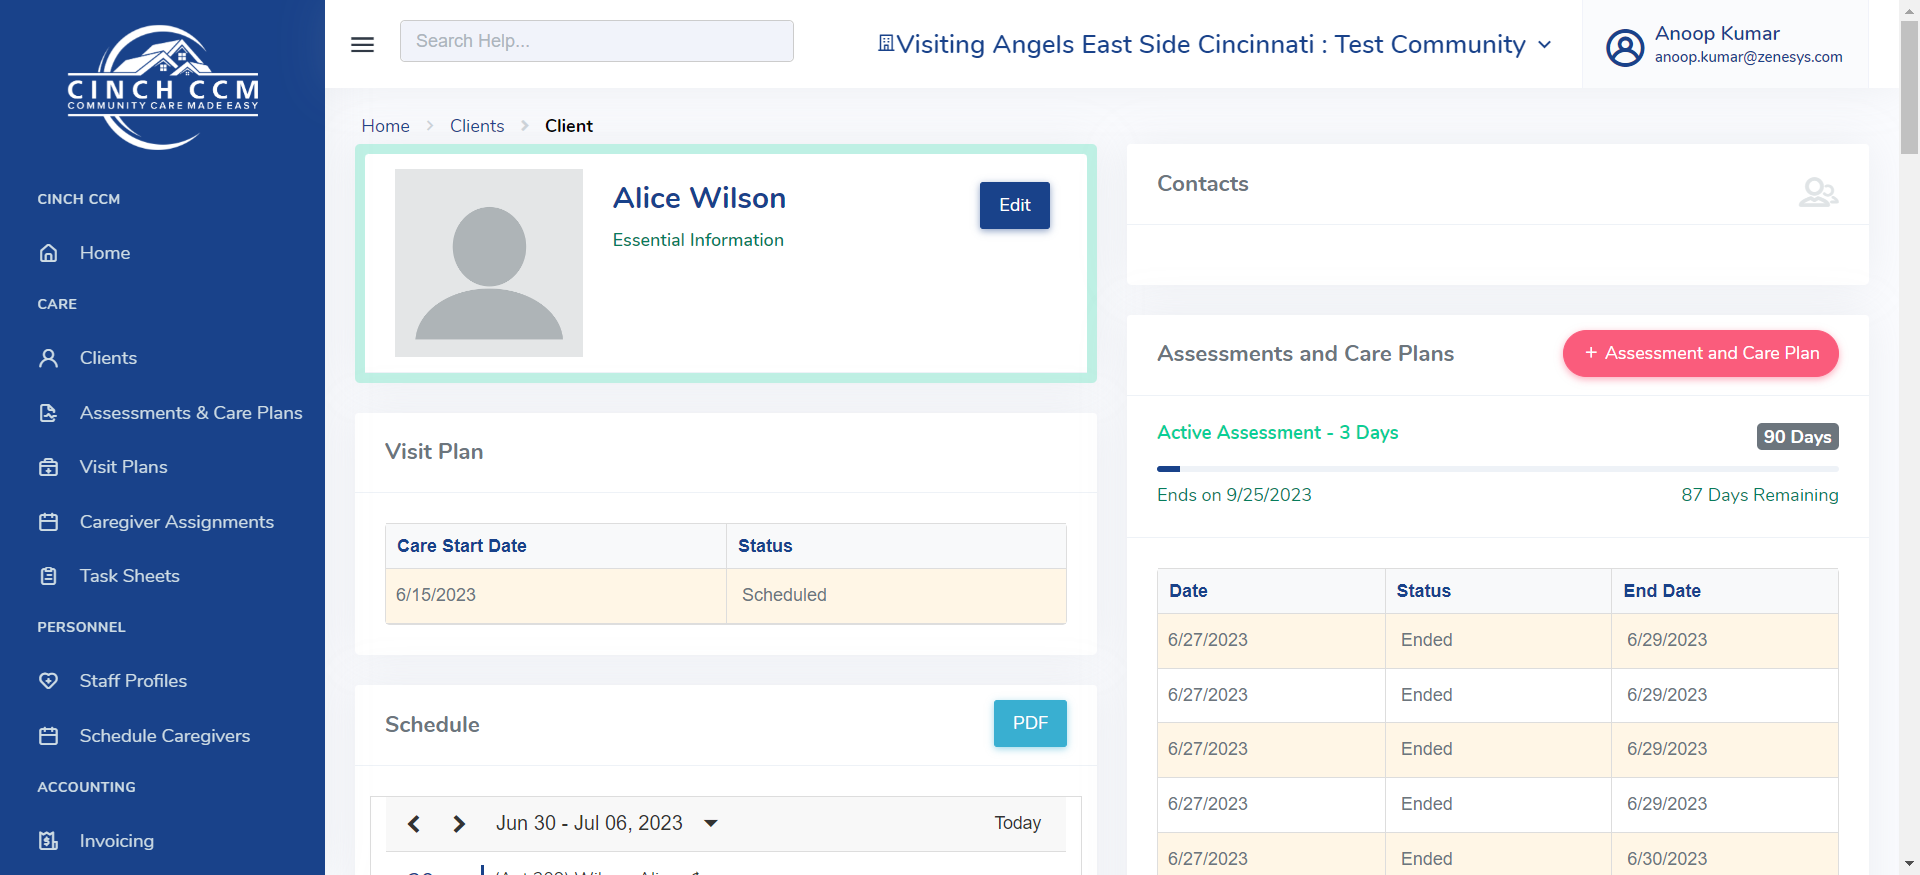 CINCH CCM
COMMUNITY CARE MADE EASY
CINCH CCM
Home
CARE
Clients
Assessments & Care Plans
Visit Plans
Caregiver Assignments
Task Sheets
PERSONNEL
Staff Profiles
Schedule Caregivers
ACCOUNTING
Invoicing
Search Help...
Visiting Angels East Side Cincinnati : Test Community
Anoop Kumar
anoop.kumar@zenesys.com
Home Clients Client
Alice Wilson
Essential Information
Edit
Visit Plan
Care Start Date Status
6/15/2023 Scheduled
Schedule
PDF
Jun 30 - Jul 06, 2023
Today
Contacts
Assessments and Care Plans
+ Assessment and Care Plan
Active Assessment - 3 Days
90 Days
Ends on 9/25/2023
87 Days Remaining
Date Status End Date
6/27/2023 Ended 6/29/2023
6/27/2023 Ended 6/29/2023
6/27/2023 Ended 6/29/2023
6/27/2023 Ended 6/29/2023
6/27/2023 Ended 6/30/2023